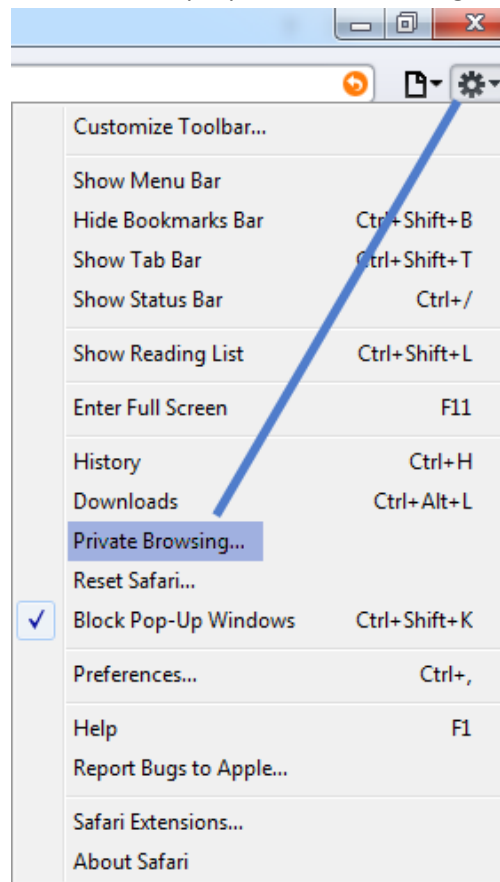 Customize Toolbar...
Show Menu Bar
Hide Bookmarks Bar Ctrl+Shift+B
Show Tab Bar Ctrl+Shift+T
Show Status Bar Ctrl+/
Show Reading List Ctrl+Shift+L
Enter Full Screen F11
History Ctrl+H
Downloads Ctrl+Alt+L
Private Browsing...
Reset Safari...
Block Pop-Up Windows Ctrl+Shift+K
Preferences... Ctrl+,
Help F1
Report Bugs to Apple...
Safari Extensions...
About Safari